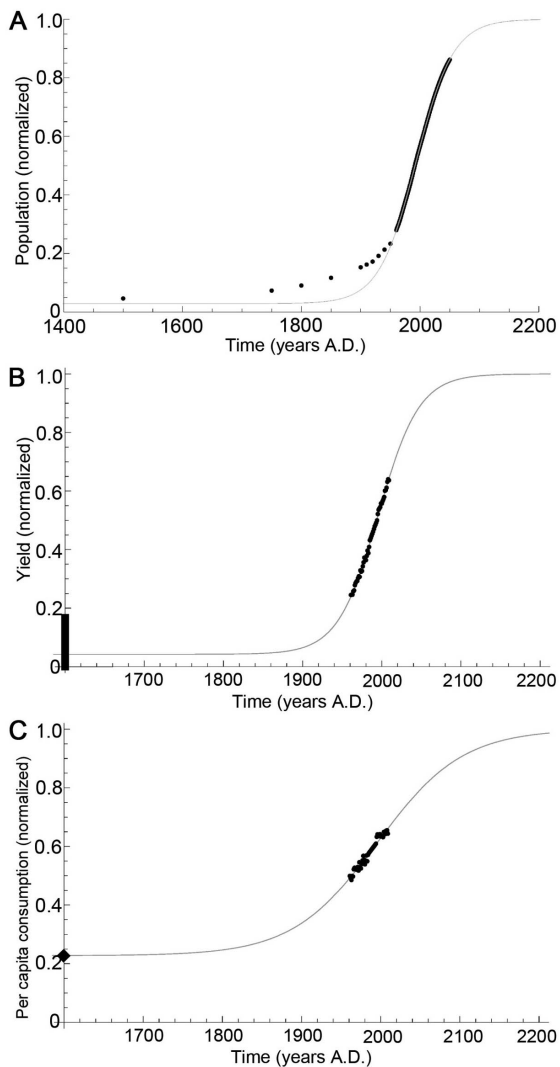 A
Population (normalized)
1.0
0.8
0.6
0.4
0.2
0
1400 1600 1800 2000 2200
Time (years A.D.)
B
Yield (normalized)
1.0
0.8
0.6
0.4
0.2
0
1700 1800 1900 2000 2100 2200
Time (years A.D.)
C
Per capita consumption (normalized)
1.0
0.8
0.6
0.4
0.2
0
1700 1800 1900 2000 2100 2200
Time (years A.D.)